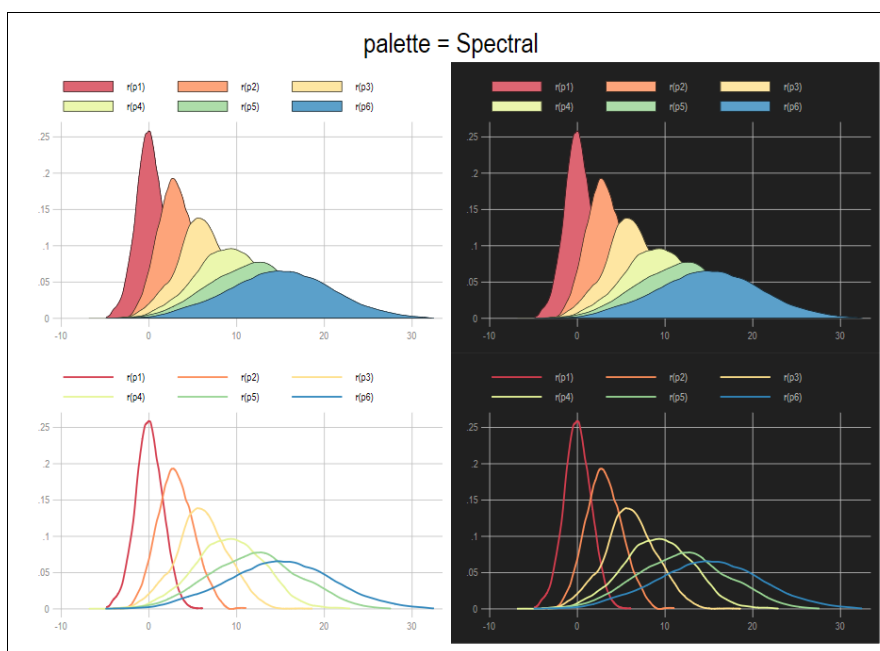 palette = Spectral
r(p1) r(p2) r(p3)
r(p4) r(p5) r(p6)
.25
.2
.15
.1
.05
0
-10 0 10 20 30
r(p1) r(p2) r(p3)
r(p4) r(p5) r(p6)
.25
.2
.15
.1
.05
0
-10 0 10 20 30
r(p1) r(p2) r(p3)
r(p4) r(p5) r(p6)
.25
.2
.15
.1
.05
0
-10 0 10 20 30
r(p1) r(p2) r(p3)
r(p4) r(p5) r(p6)
.25
.2
.15
.1
.05
0
-10 0 10 20 30